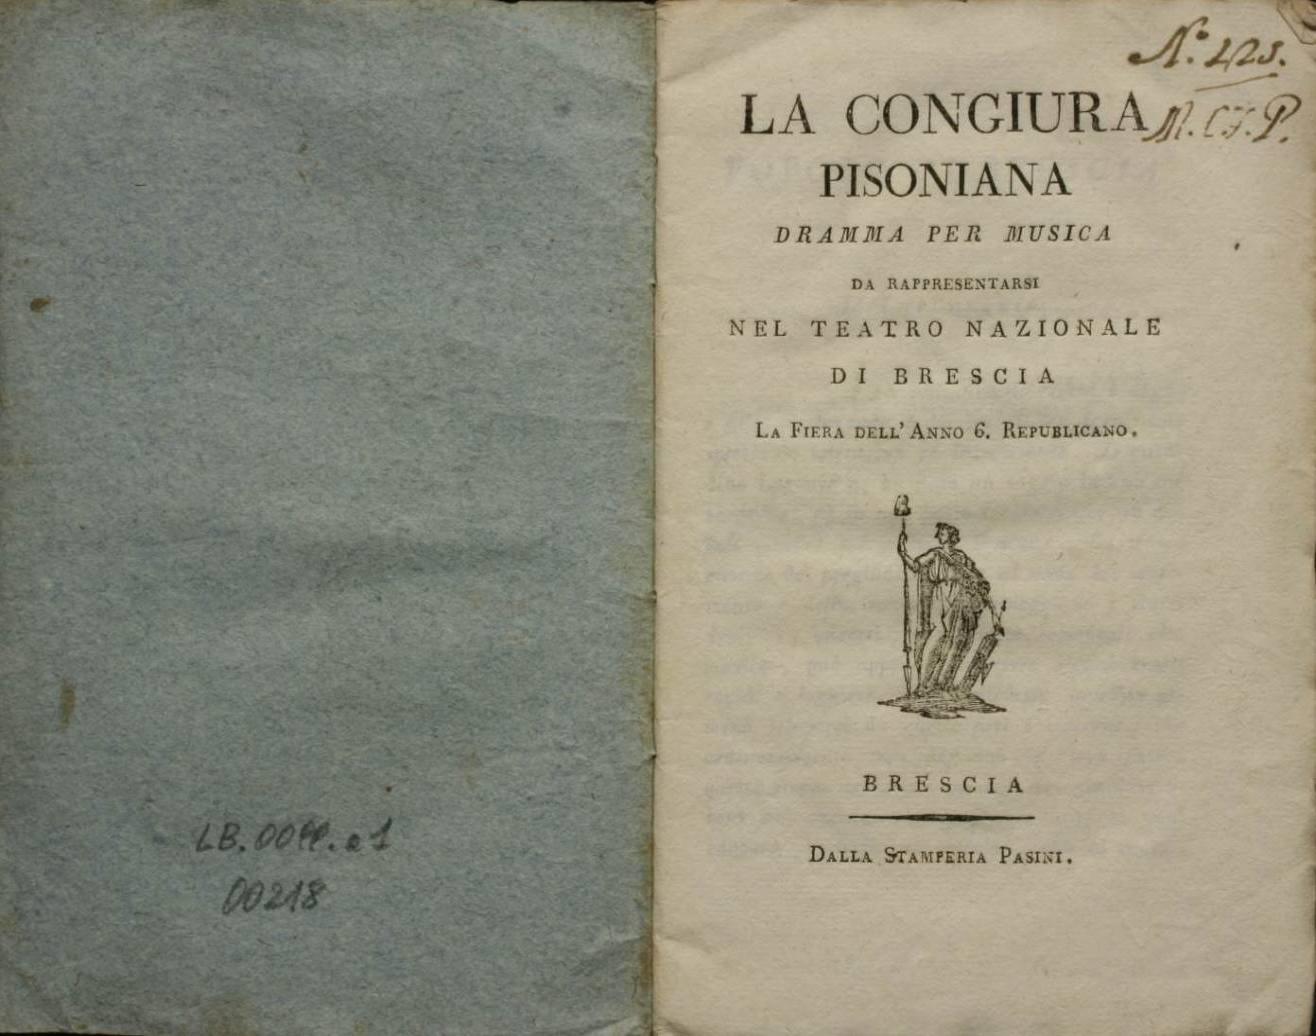 LB.00
00218
N.° 125.
LA CONGIURA
PISONIANA
DRAMMA PER MUSICA
DA RAPPRESENTARSI
NEL TEATRO NAZIONALE
DI BRESCIA
LA FIERA DELL' ANNO 6. REPUBLICANO.
BRESCIA
DALLA STAMPERIA PASINI.